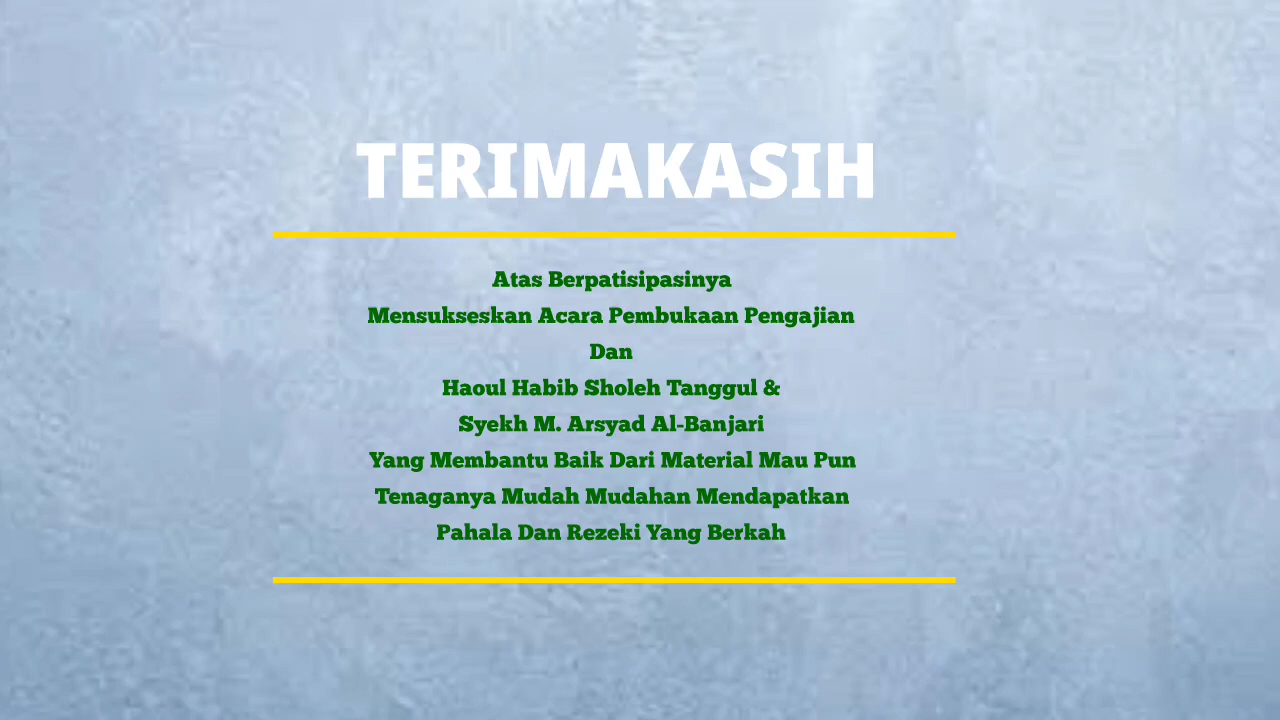 TERIMAKASIH
Atas Berpatisipasinya
Mensukseskan Acara Pembukaan Pengajian
Dan
Haoul Habib Sholeh Tanggul &
Syekh M. Arsyad Al-Banjari
Yang Membantu Baik Dari Material Mau Pun
Tenaganya Mudah Mudahan Mendapatkan
Pahala Dan Rezeki Yang Berkah